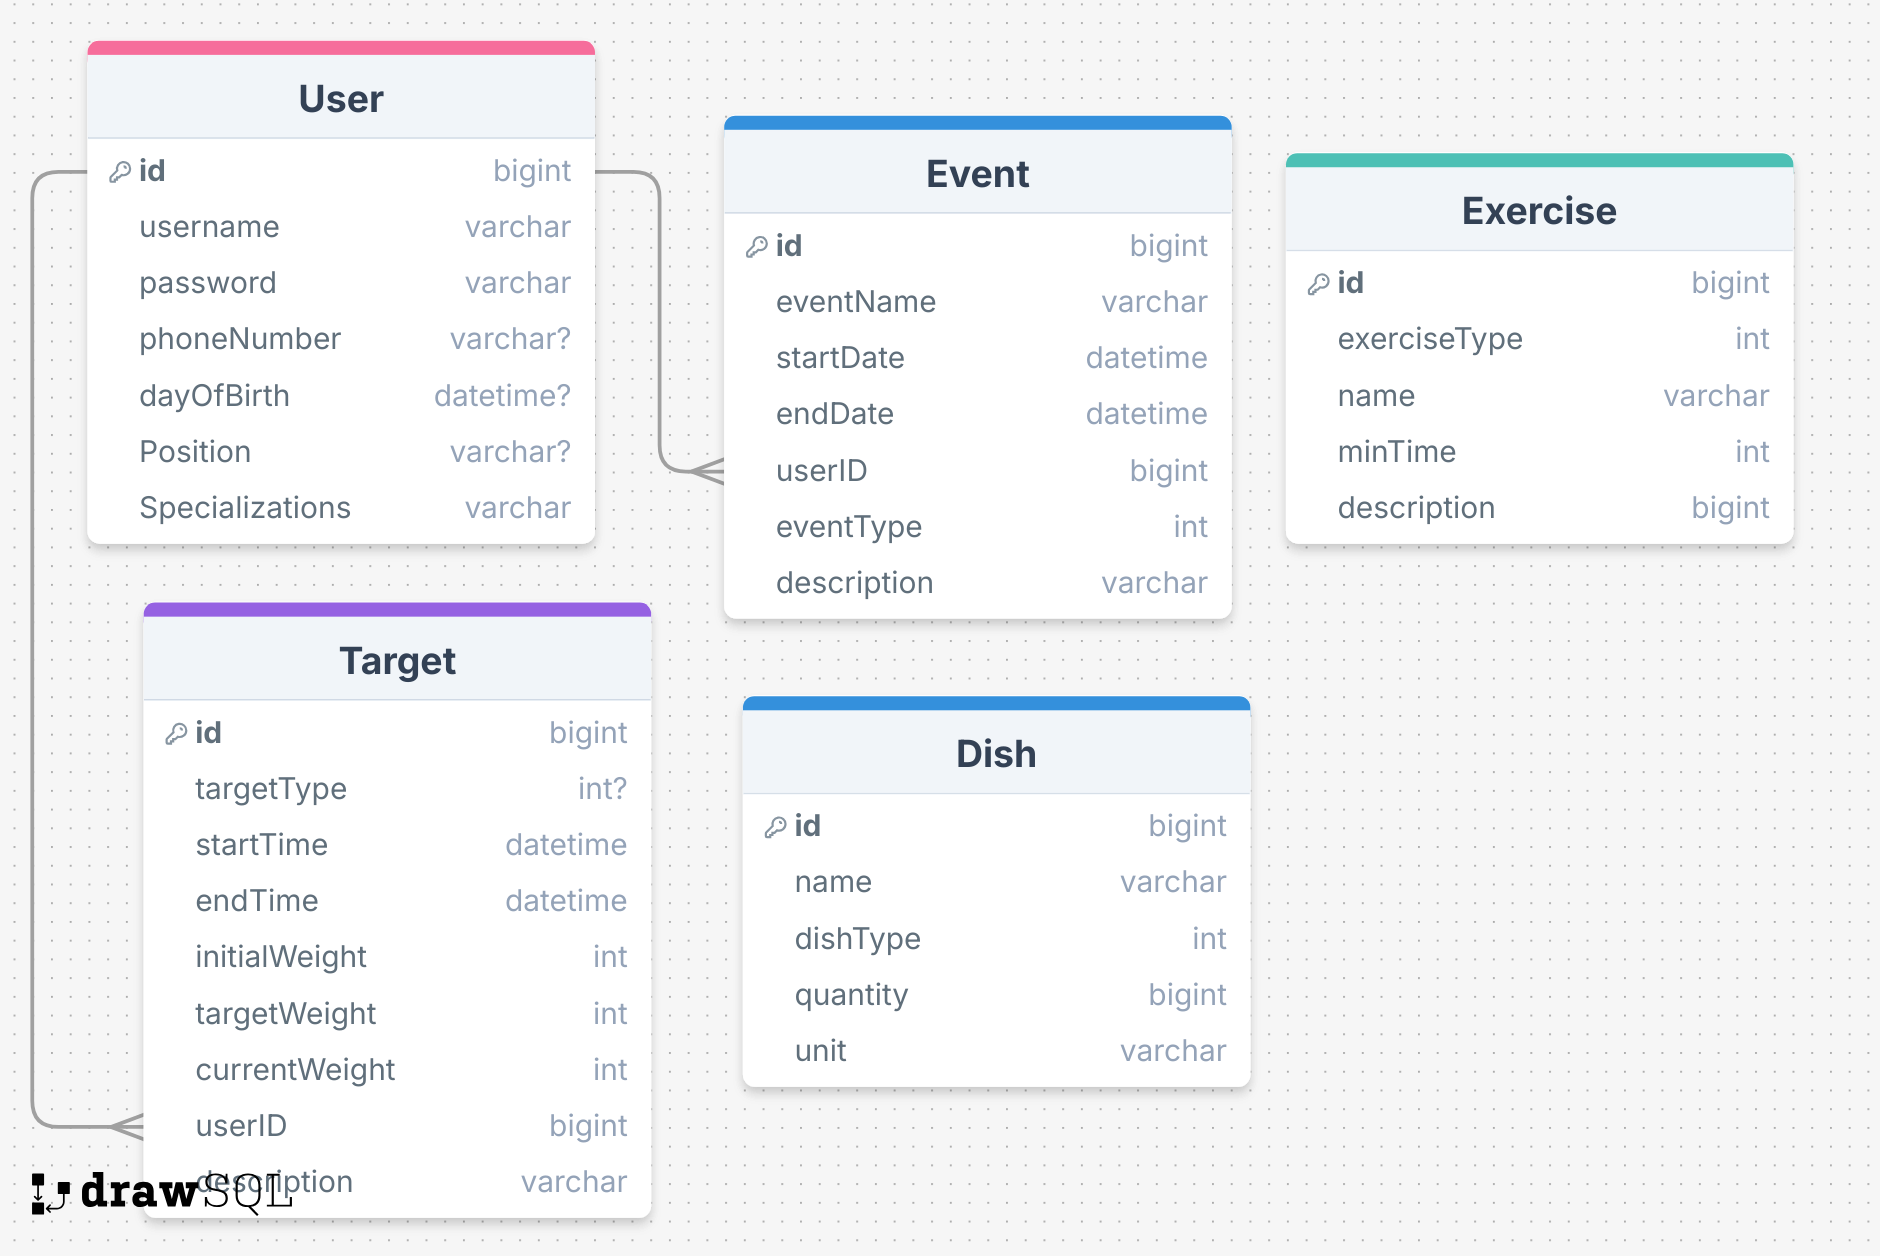 User
id bigint
username varchar
password varchar
phoneNumber varchar?
dayOfBirth datetime?
Position varchar?
Specializations varchar
Event
id bigint
eventName varchar
startDate datetime
endDate datetime
userID bigint
eventType int
description varchar
Exercise
id bigint
exerciseType int
name varchar
minTime int
description bigint
Target
id bigint
targetType int?
startTime datetime
endTime datetime
initialWeight int
targetWeight int
currentWeight int
userID bigint
description varchar
Dish
id bigint
name varchar
dishType int
quantity bigint
unit varchar
drawSQL